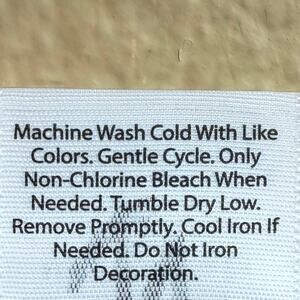 Machine Wash Cold With Like
Colors. Gentle Cycle. Only
Non-Chlorine Bleach When
Needed. Tumble Dry Low.
Remove Promptly. Cool Iron If
Needed. Do Not Iron
Decoration.